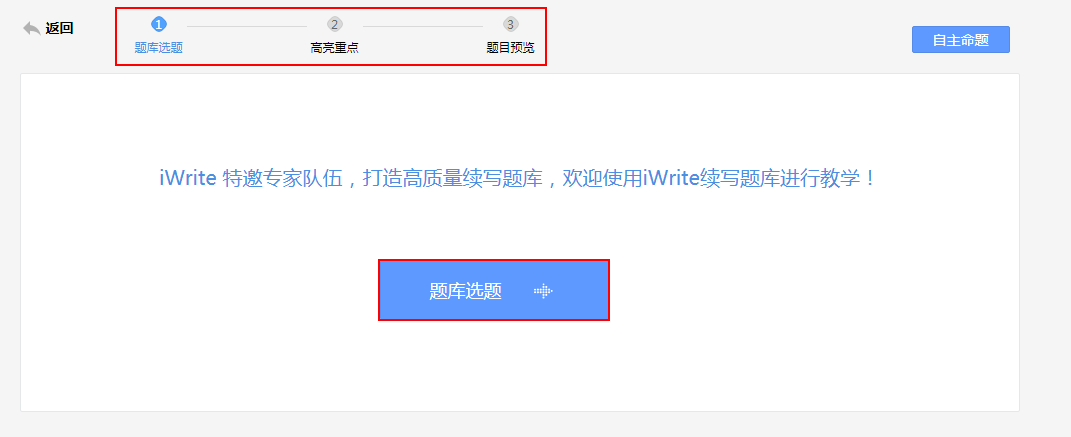 返回
1
2
3
题库选题
高亮重点
题目预览
自主命题
iWrite 特邀专家队伍，打造高质量续写题库，欢迎使用iWrite续写题库进行教学！
题库选题